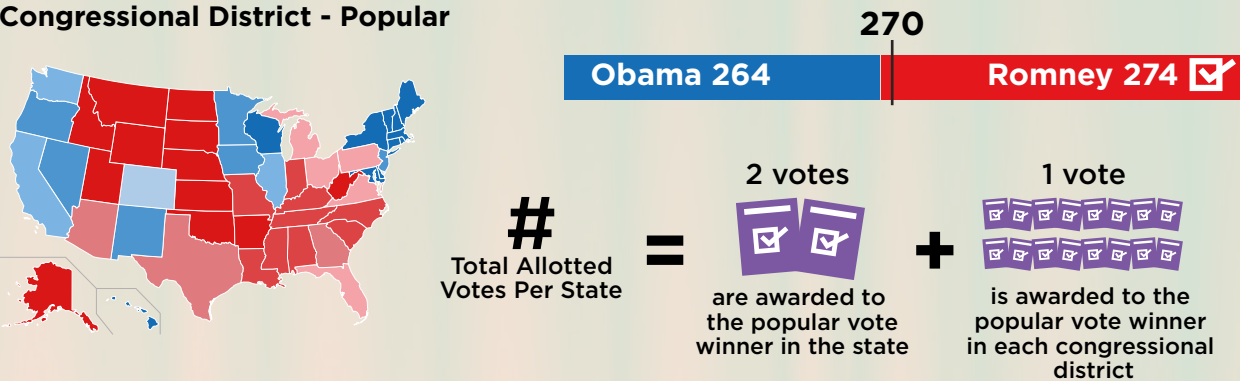 Congressional District - Popular
270
Obama 264
Romney 274
#
Total Allotted
Votes Per State
=
2 votes
are awarded to
the popular vote
winner in the state
+
1 vote
is awarded to the
popular vote winner
in each congressional
district